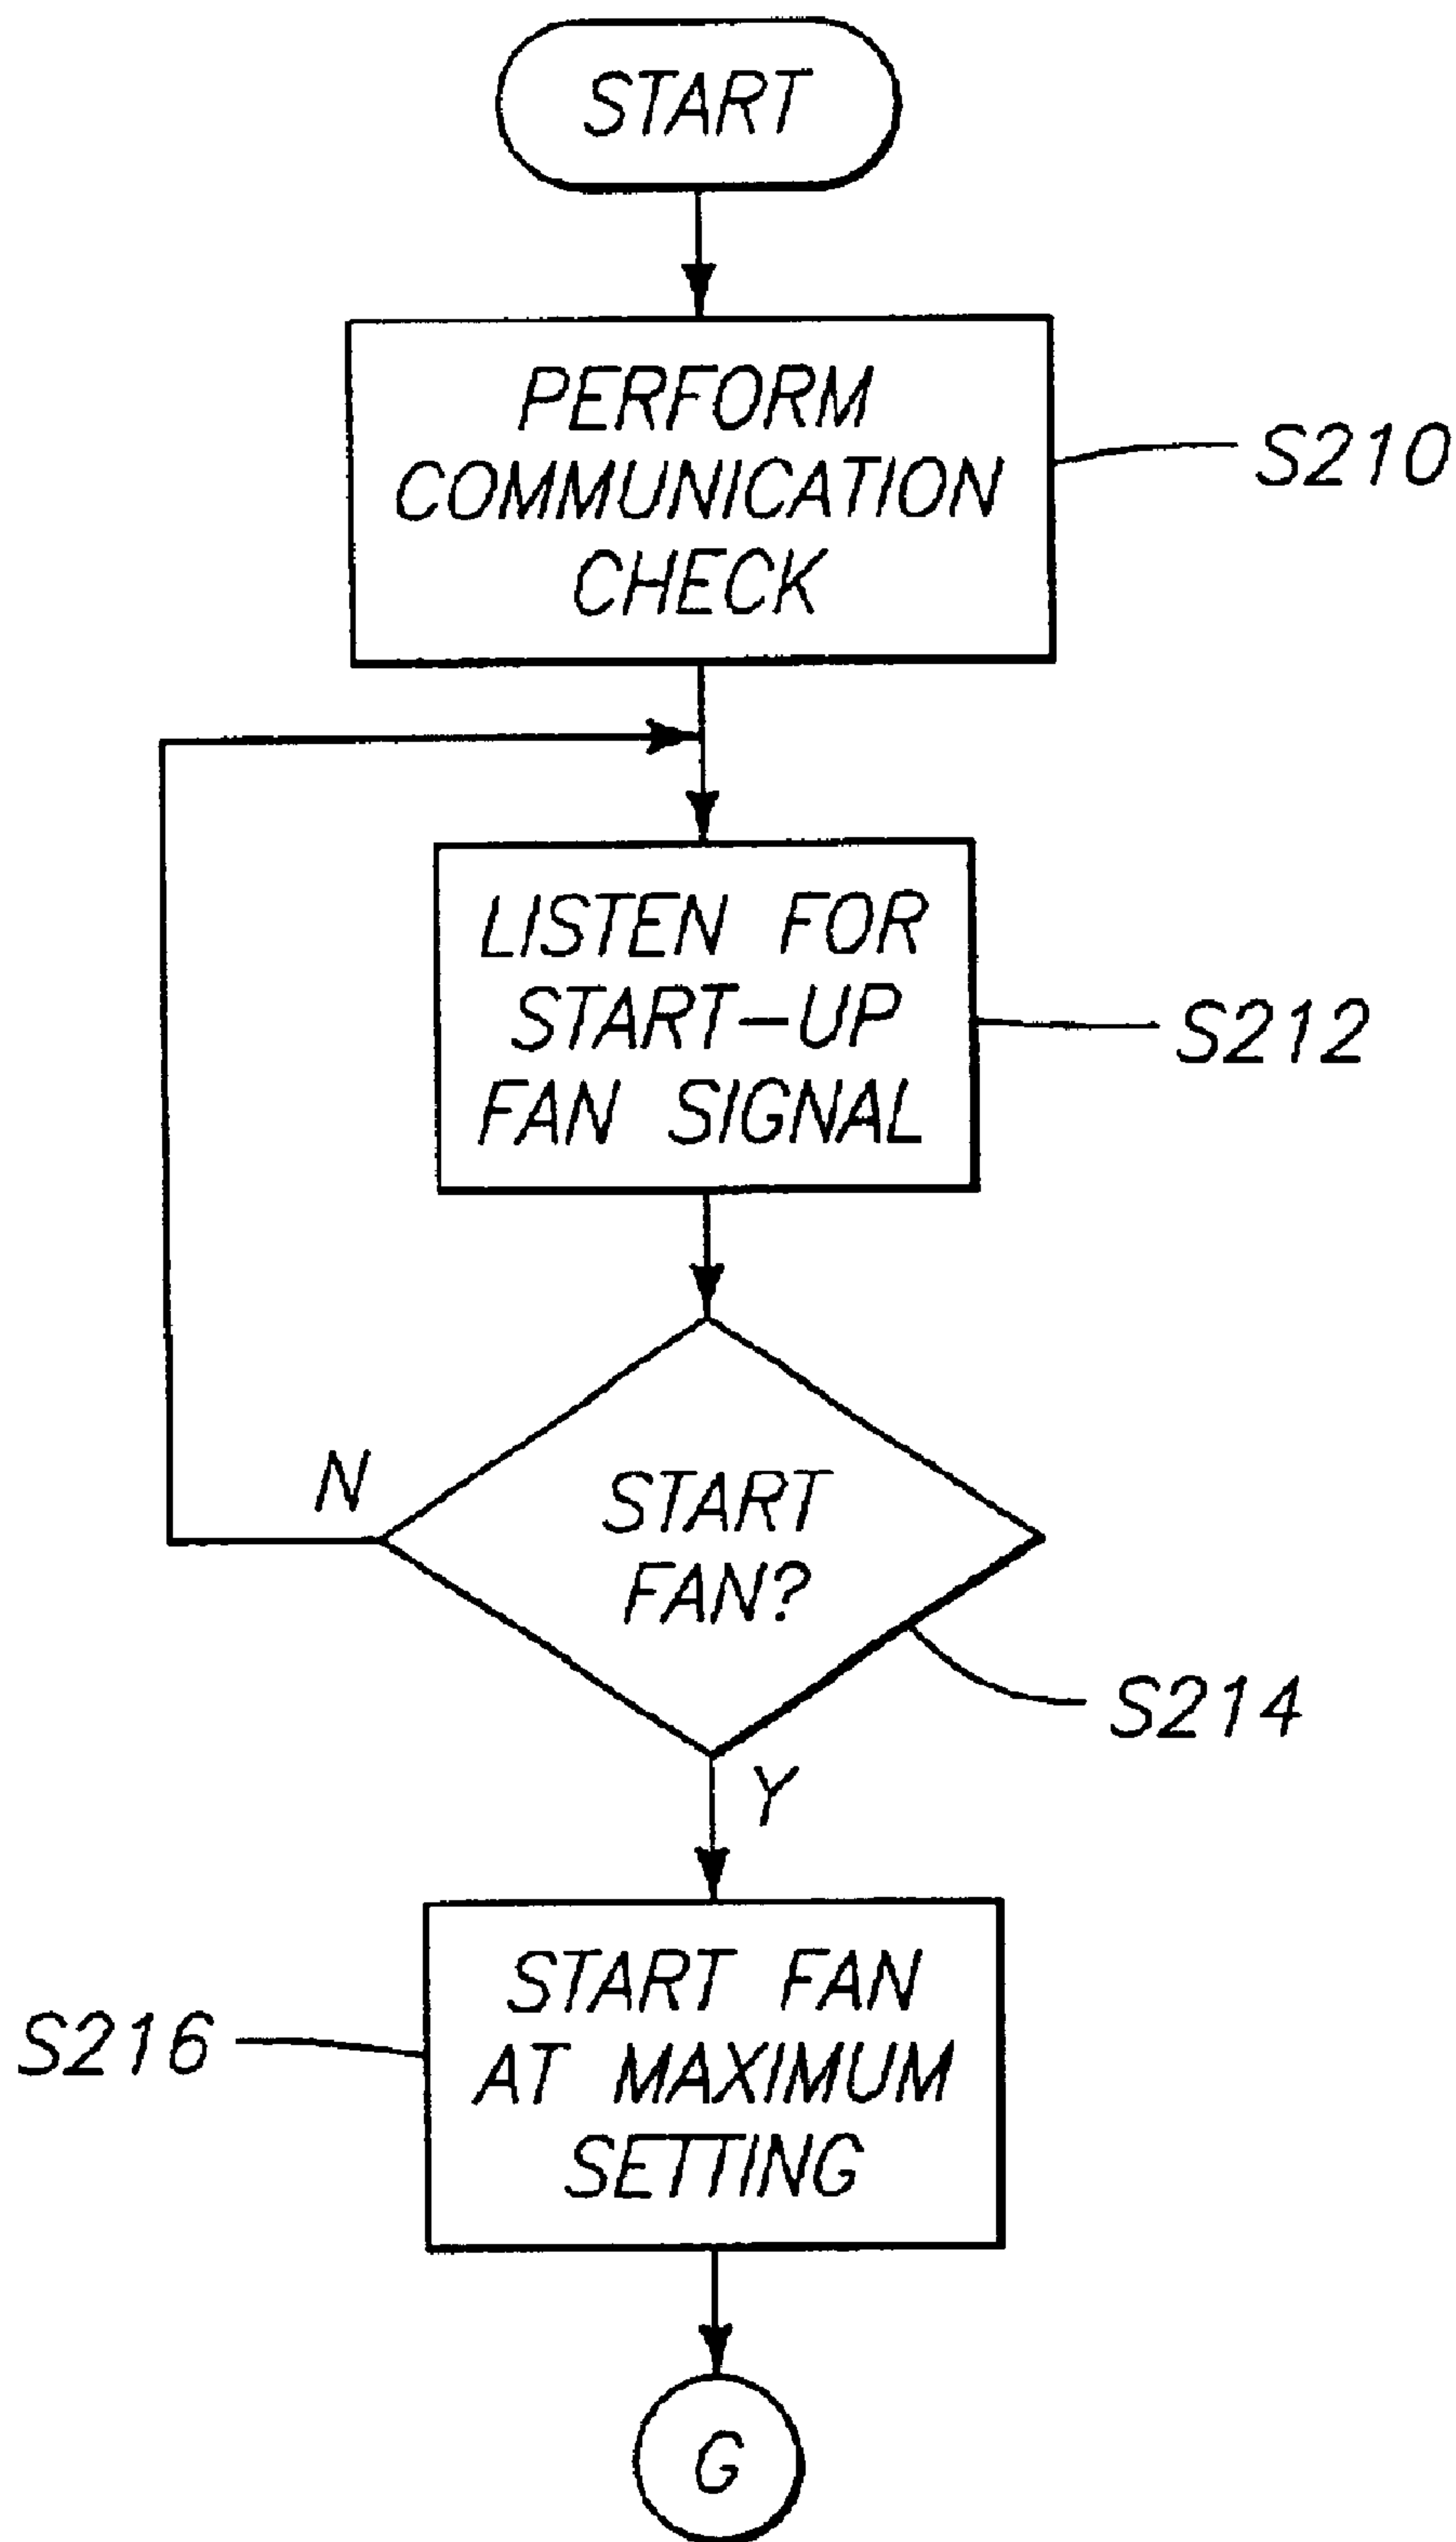 START
PERFORM
COMMUNICATION
CHECK
S210
LISTEN FOR
START-UP
FAN SIGNAL
S212
START
FAN?
N
S214
Y
START FAN
AT MAXIMUM
SETTING
S216
G